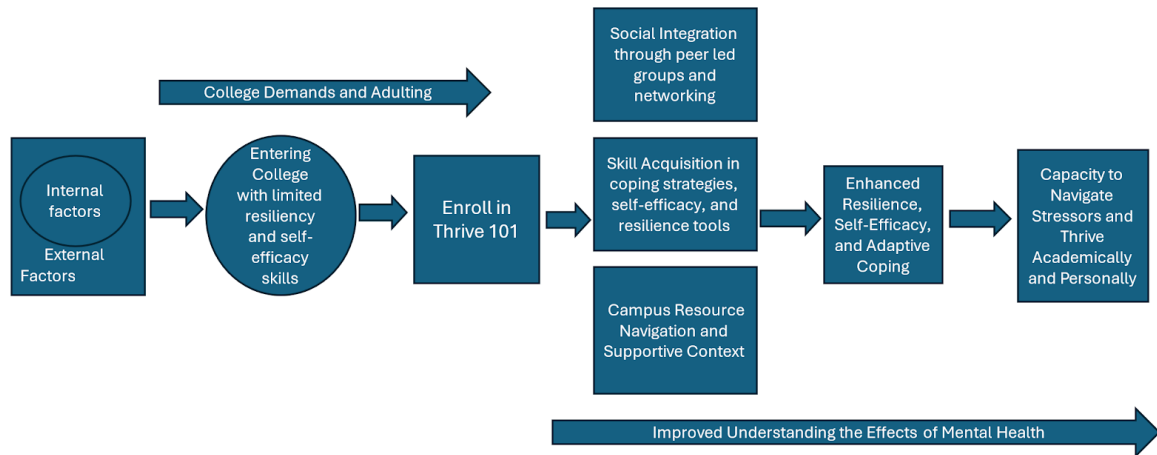 Social Integration
through peer led
groups and
networking
College Demands and Adulting
Internal
factors
External
Factors
Entering
College
with limited
resiliency
and self-
efficacy
skills
Enroll in
Thrive 101
Skill Acquisition in
coping strategies,
self-efficacy, and
resilience tools
Campus Resource
Navigation and
Supportive Context
Enhanced
Resilience,
Self-Efficacy,
and Adaptive
Coping
Capacity to
Navigate
Stressors and
Thrive
Academically
and Personally
Improved Understanding the Effects of Mental Health